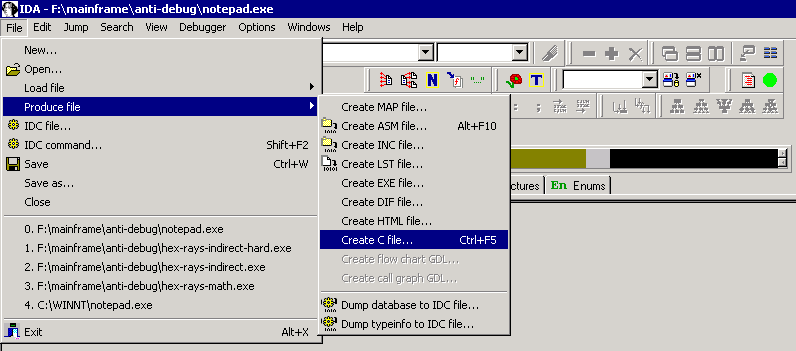 IDA - F:\mainframe\anti-debug\notepad.exe
File Edit Jump Search View Debugger Options Windows Help
New...
Open...
Load file
Produce file
IDC file...
IDC command... Shift+F2
Save Ctrl+W
Save as...
Close
0. F:\mainframe\anti-debug\notepad.exe
1. F:\mainframe\anti-debug\hex-rays-indirect-hard.exe
2. F:\mainframe\anti-debug\hex-rays-indirect.exe
3. F:\mainframe\anti-debug\hex-rays-math.exe
4. C:\WINNT\notepad.exe
Exit Alt+X
Create MAP file...
Create ASM file... Alt+F10
Create INC file...
Create LST file...
Create EXE file...
Create DIF file...
Create HTML file...
Create C file... Ctrl+F5
Create flow chart GDL...
Create call graph GDL...
Dump database to IDC file...
Dump typeinfo to IDC file...
N
T
ctures
En Enums